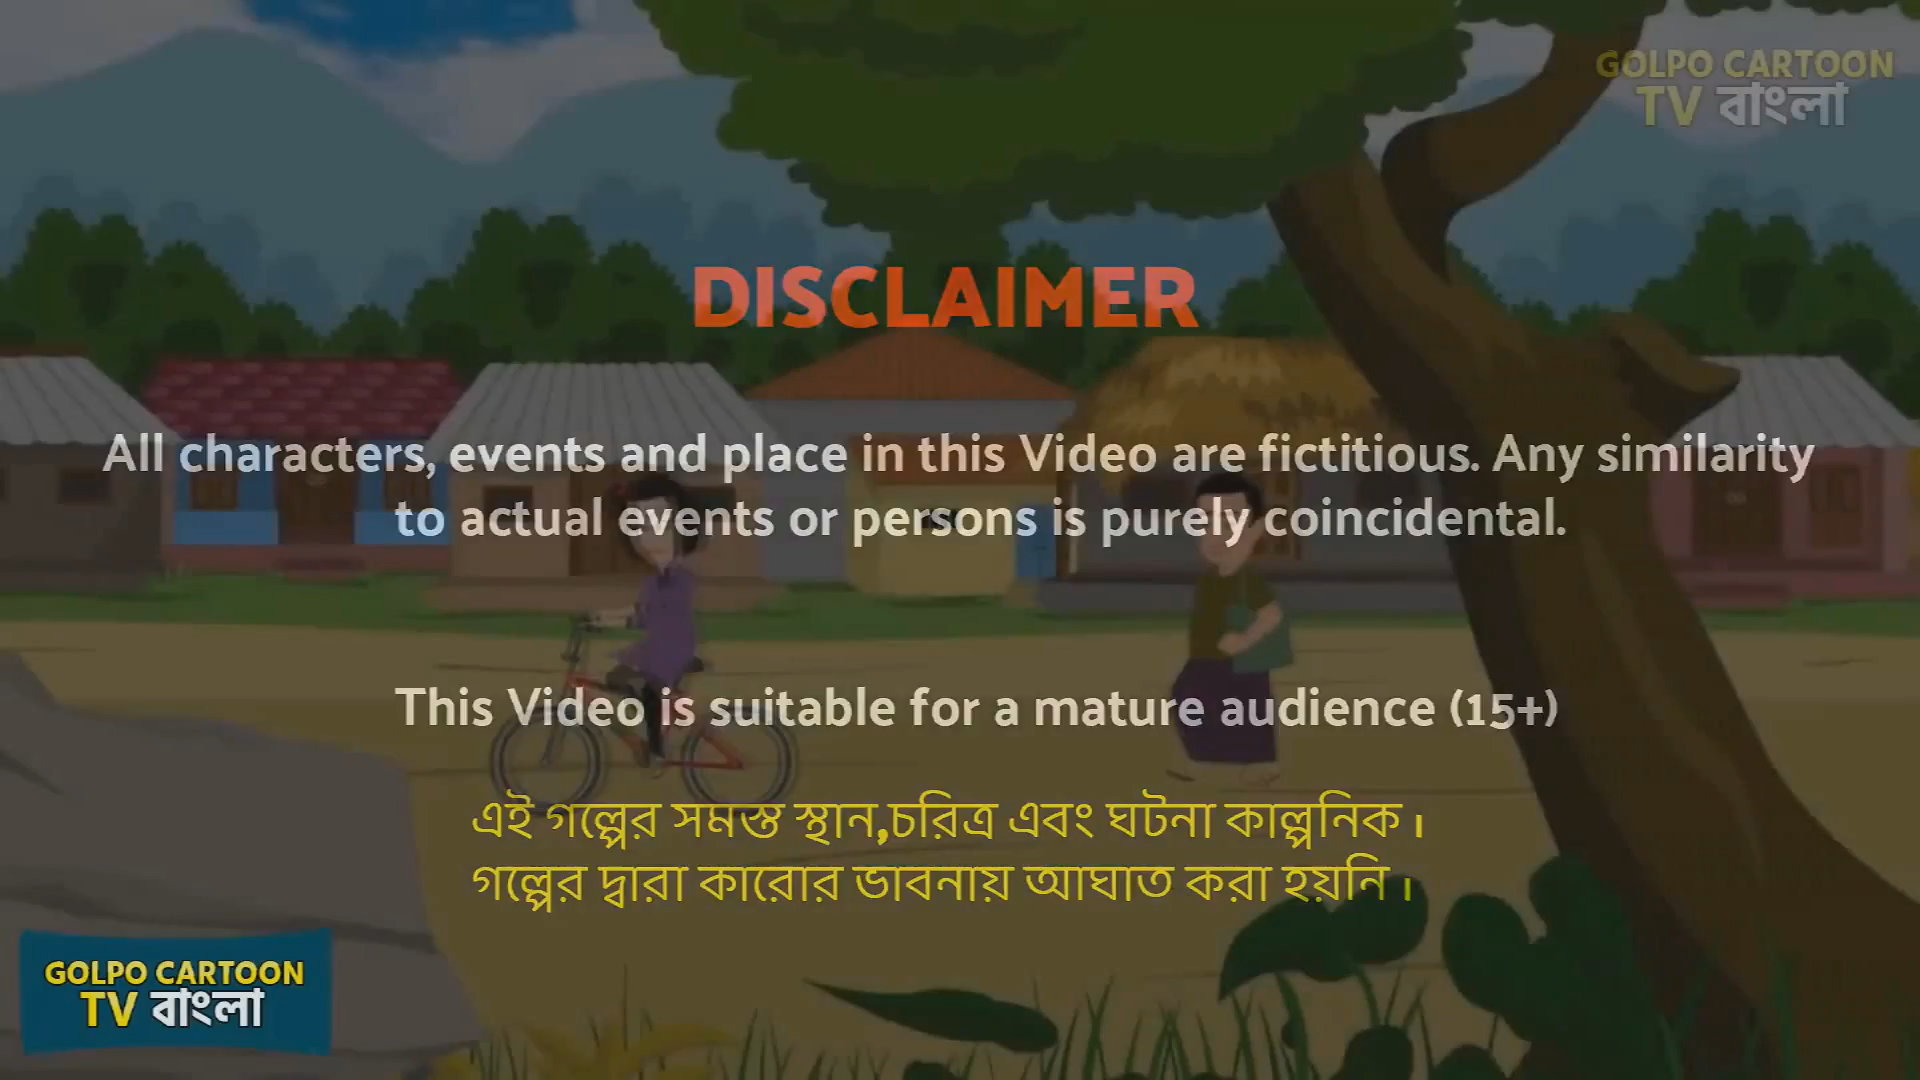 GOLPO CARTOON
TV বাংলা
DISCLAIMER
All characters, events and place in this Video are fictitious. Any similarity
to actual events or persons is purely coincidental.
This Video is suitable for a mature audience (15+)
এই গল্পের সমস্ত স্থান,চরিত্র এবং ঘটনা কাল্পনিক।
গল্পের দ্বারা কারোর ভাবনায় আঘাত করা হয়নি।
GOLPO CARTOON
TV বাংলা